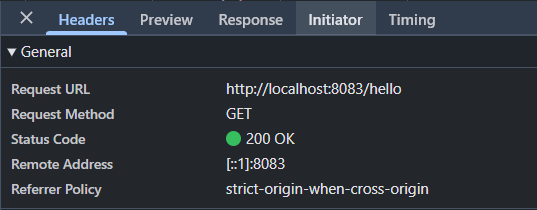 Headers Preview Response Initiator Timing
General
Request URL http://localhost:8083/hello
Request Method GET
Status Code 200 OK
Remote Address [::1]:8083
Referrer Policy strict-origin-when-cross-origin